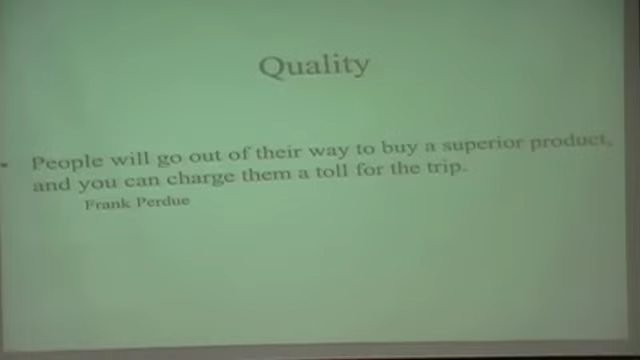 Quality
- People will go out of their way to buy a superior product,
and you can charge them a toll for the trip.
Frank Perdue